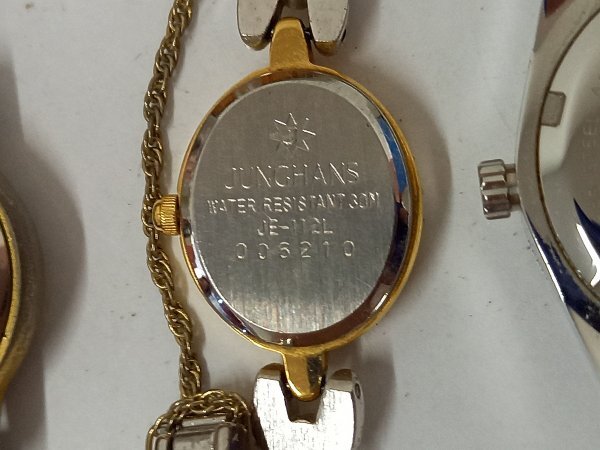 J
JUNGHANS
WATER RESISTANT 30M
JE-112L
006210